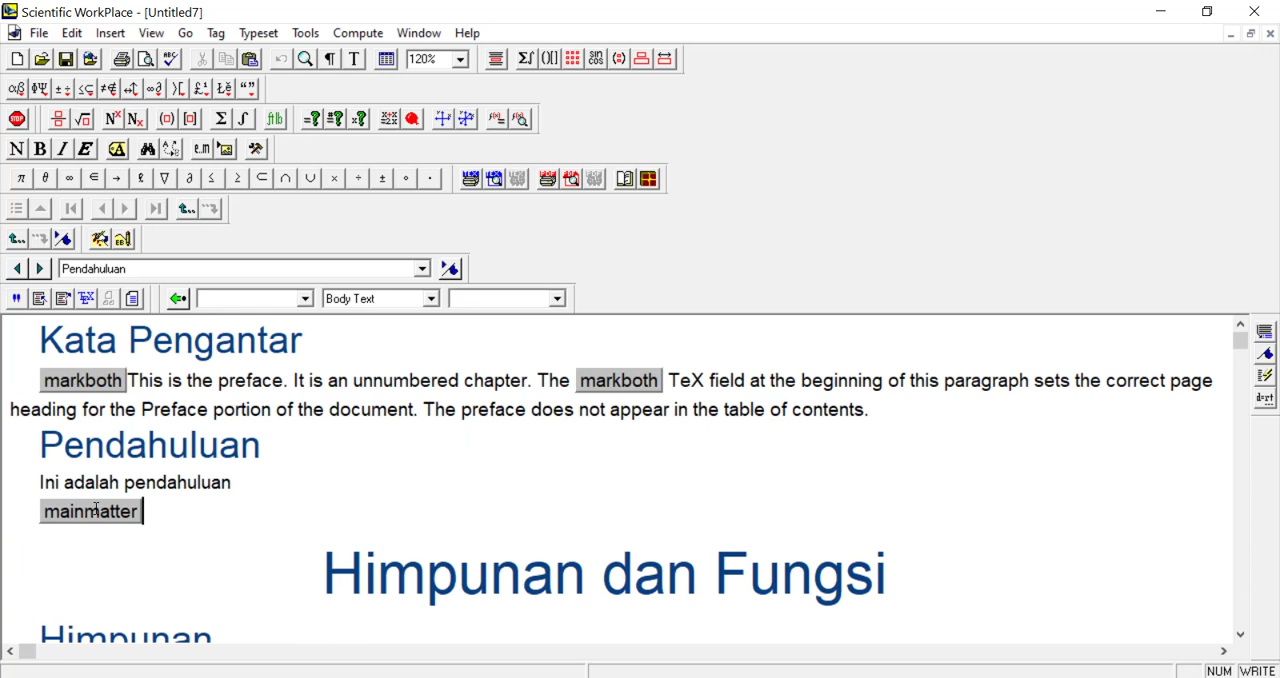 Scientific WorkPlace - [Untitled7]
File Edit Insert View Go Tag Typeset Tools Compute Window Help
120%
Pendahuluan
Body Text
Kata Pengantar
markboth This is the preface. It is an unnumbered chapter. The markboth TeX field at the beginning of this paragraph sets the correct page
heading for the Preface portion of the document. The preface does not appear in the table of contents.
Pendahuluan
Ini adalah pendahuluan
mainmatter
Himpunan dan Fungsi
Himpunan
NUM WRITE